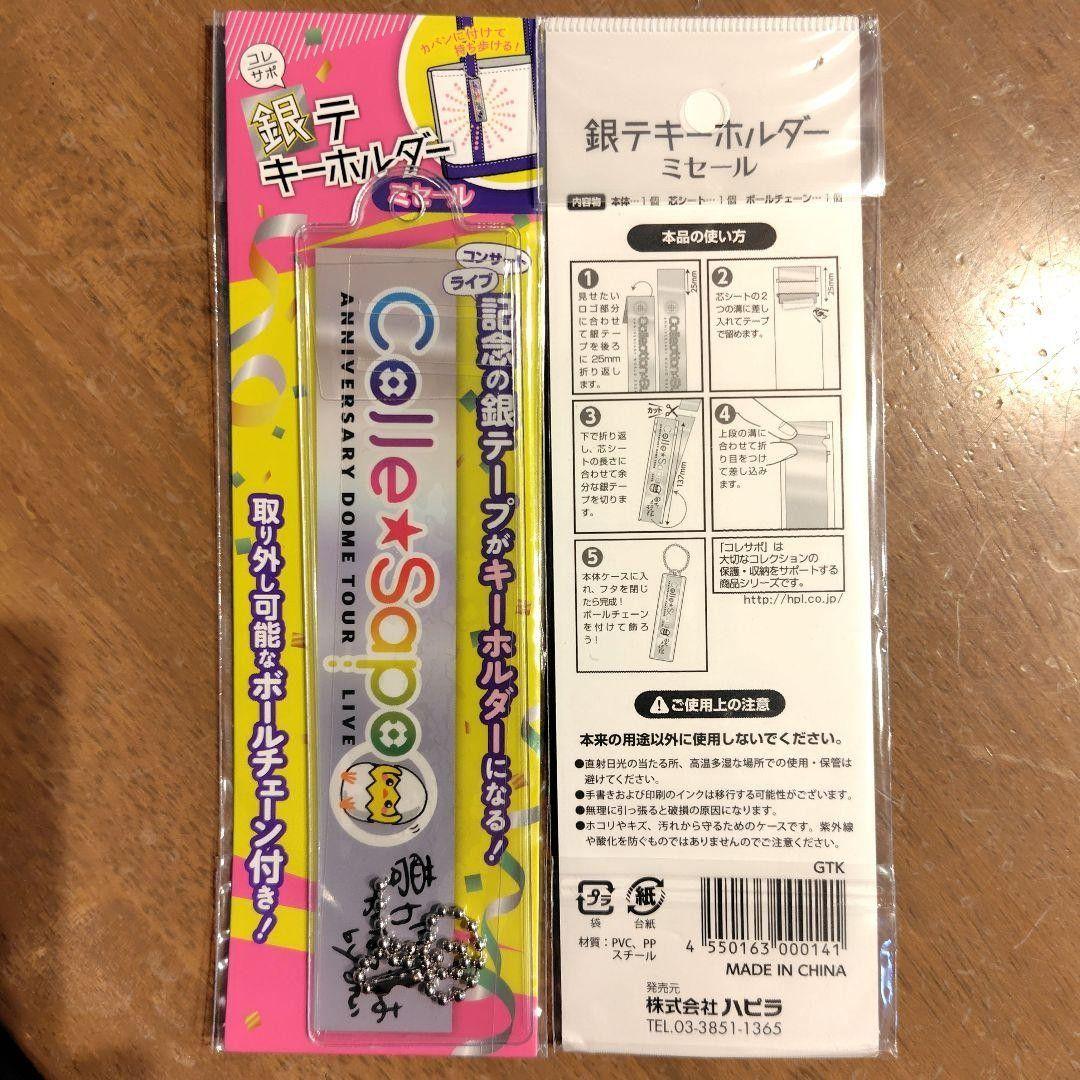 コレ
サポ
銀テ
キーホルダー
ミセール
カバンに付けて
持ち歩ける!
コンサート
ライブ
記念の銀テープがキーホルダーになる!
取り外し可能なボールチェーン付き!
Colle★Sapo
ANNIVERSARY DOME TOUR LIVE
銀テキーホルダー
ミセール
内容物 本体…1個 芯シート…1個 ボールチェーン…1個
本品の使い方
1
見せたい
ロゴ部分
に合わせ
て銀テー
プを後ろ
に25mm
折り返し
ます。
25mm
2
芯シートの2
つの溝に差し
入れてテープ
で留めます。
25mm
3
下で折り返
し、芯シー
トの長さに
合わせて余
分な銀テー
プを切りま
す。
カット
137mm
4
上段の溝に
合わせて折
り目をつけ
て差し込み
ます。
5
本体ケースに入
れ、フタを閉じ
たら完成!
ボールチェーン
を付けて飾ろ
う!
「コレサポ」は
大切なコレクションの
保護・収納をサポートする
商品シリーズです。
http://hpl.co.jp/
ご使用上の注意
本来の用途以外に使用しないでください。
●直射日光の当たる所、高温多湿な場所での使用・保管は
避けてください。
●手書きおよび印刷のインクは移行する可能性がございます。
●無理に引っ張ると破損の原因になります。
●ホコリやキズ、汚れから守るためのケースです。紫外線
や酸化を防ぐものではありませんのでご注意ください。
GTK
プラ
袋
紙
台紙
材質:PVC、PP
スチール
4 550163 000141
MADE IN CHINA
発売元
株式会社ハピラ
TEL.03-3851-1365